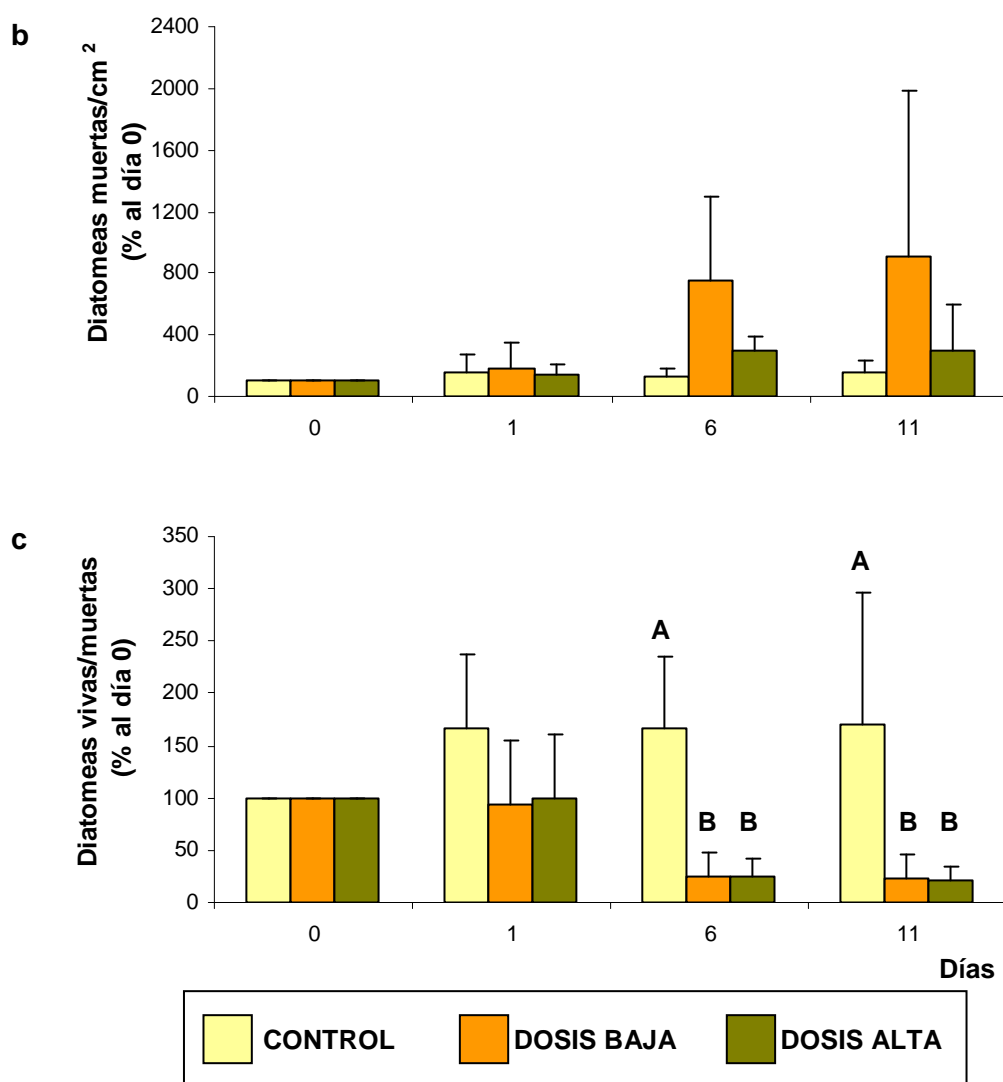 b
Diatomeas muertas/cm 2
(% al día 0)
2400
2000
1600
1200
800
400
0
0 1 6 11
c
Diatomeas vivas/muertas
(% al día 0)
350
300
250
200
150
100
50
0
A
B B
A
B B
0 1 6 11
Días
CONTROL DOSIS BAJA DOSIS ALTA